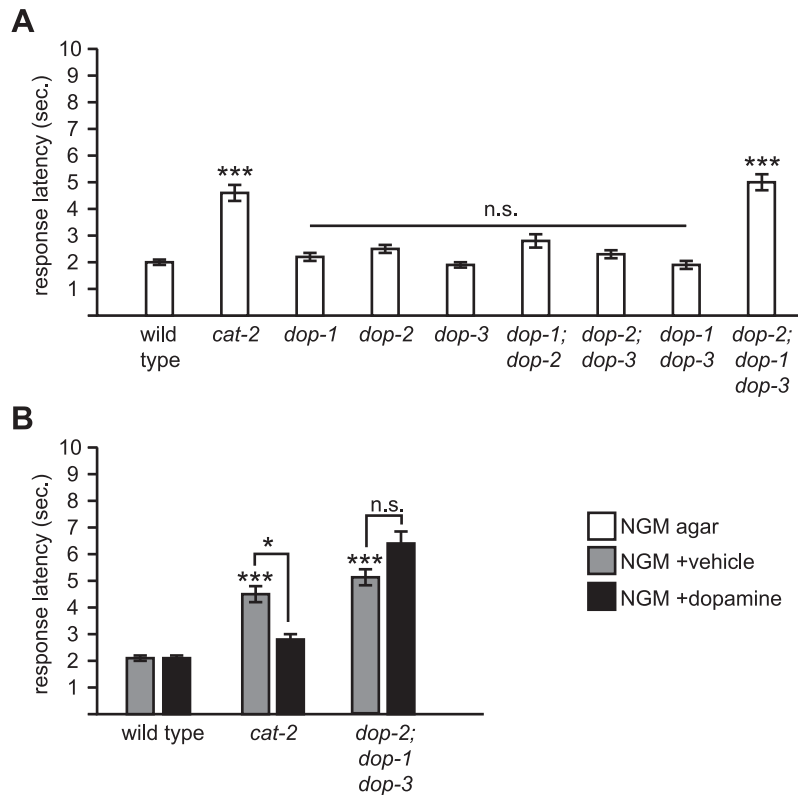 A
response latency (sec.)
10
9
8
7
6
5
4
3
2
1
***
n.s.
***
wild
type
cat-2
dop-1
dop-2
dop-3
dop-1;
dop-2
dop-2;
dop-3
dop-1
dop-3
dop-2;
dop-1
dop-3
B
response latency (sec.)
10
9
8
7
6
5
4
3
2
1
***
*
***
n.s.
wild type
cat-2
dop-2;
dop-1
dop-3
NGM agar
NGM +vehicle
NGM +dopamine